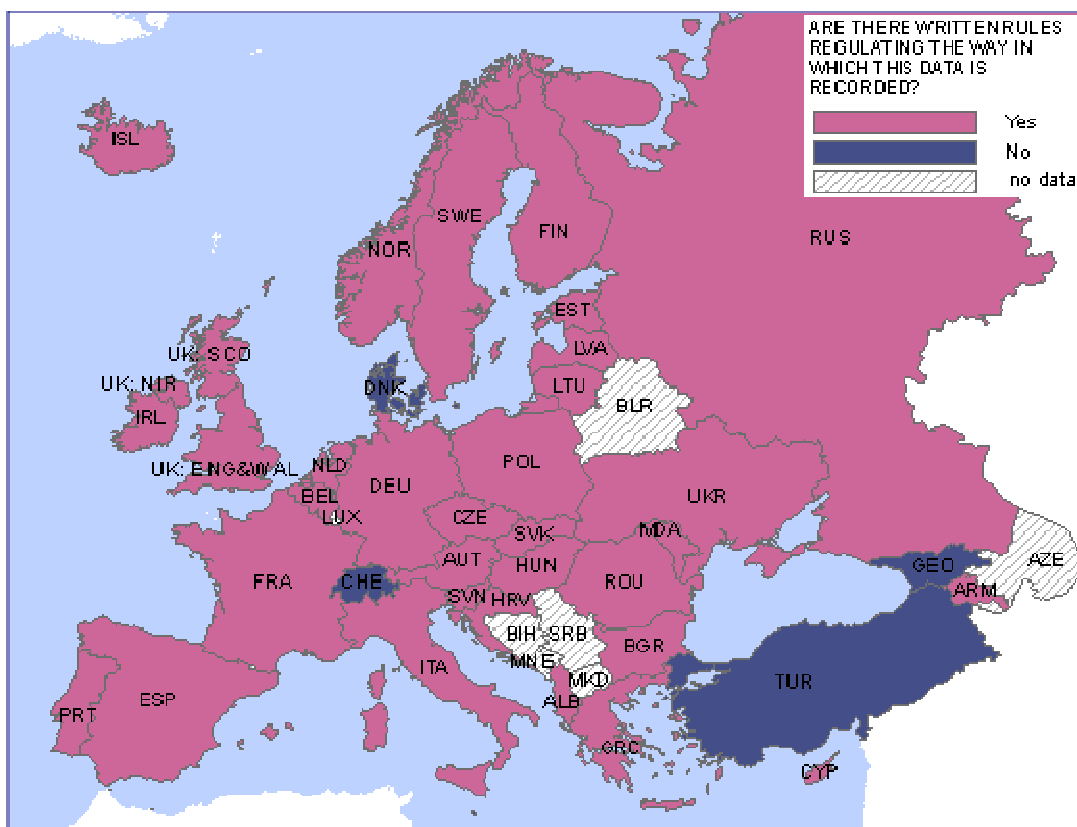 ARE THERE WRITTEN RULES
REGULATING THE WAY IN
WHICH THIS DATA IS
RECORDED?
Yes
No
no data
ISL
SWE
NOR
FIN
RUS
EST
LVA
UK: SCO
UK: NIR
DNK
LTU
BLR
IRL
UK: ENG&WAL
NLD
POL
BEL
DEU
UKR
LUX
CZE
SVK
MDA
AUT
HUN
GEO
AZE
FRA
CHE
ROU
ARM
SVN
HRV
BIH
SRB
BGR
MNE
ITA
MKD
TUR
ESP
PRT
ALB
GRC
CYP